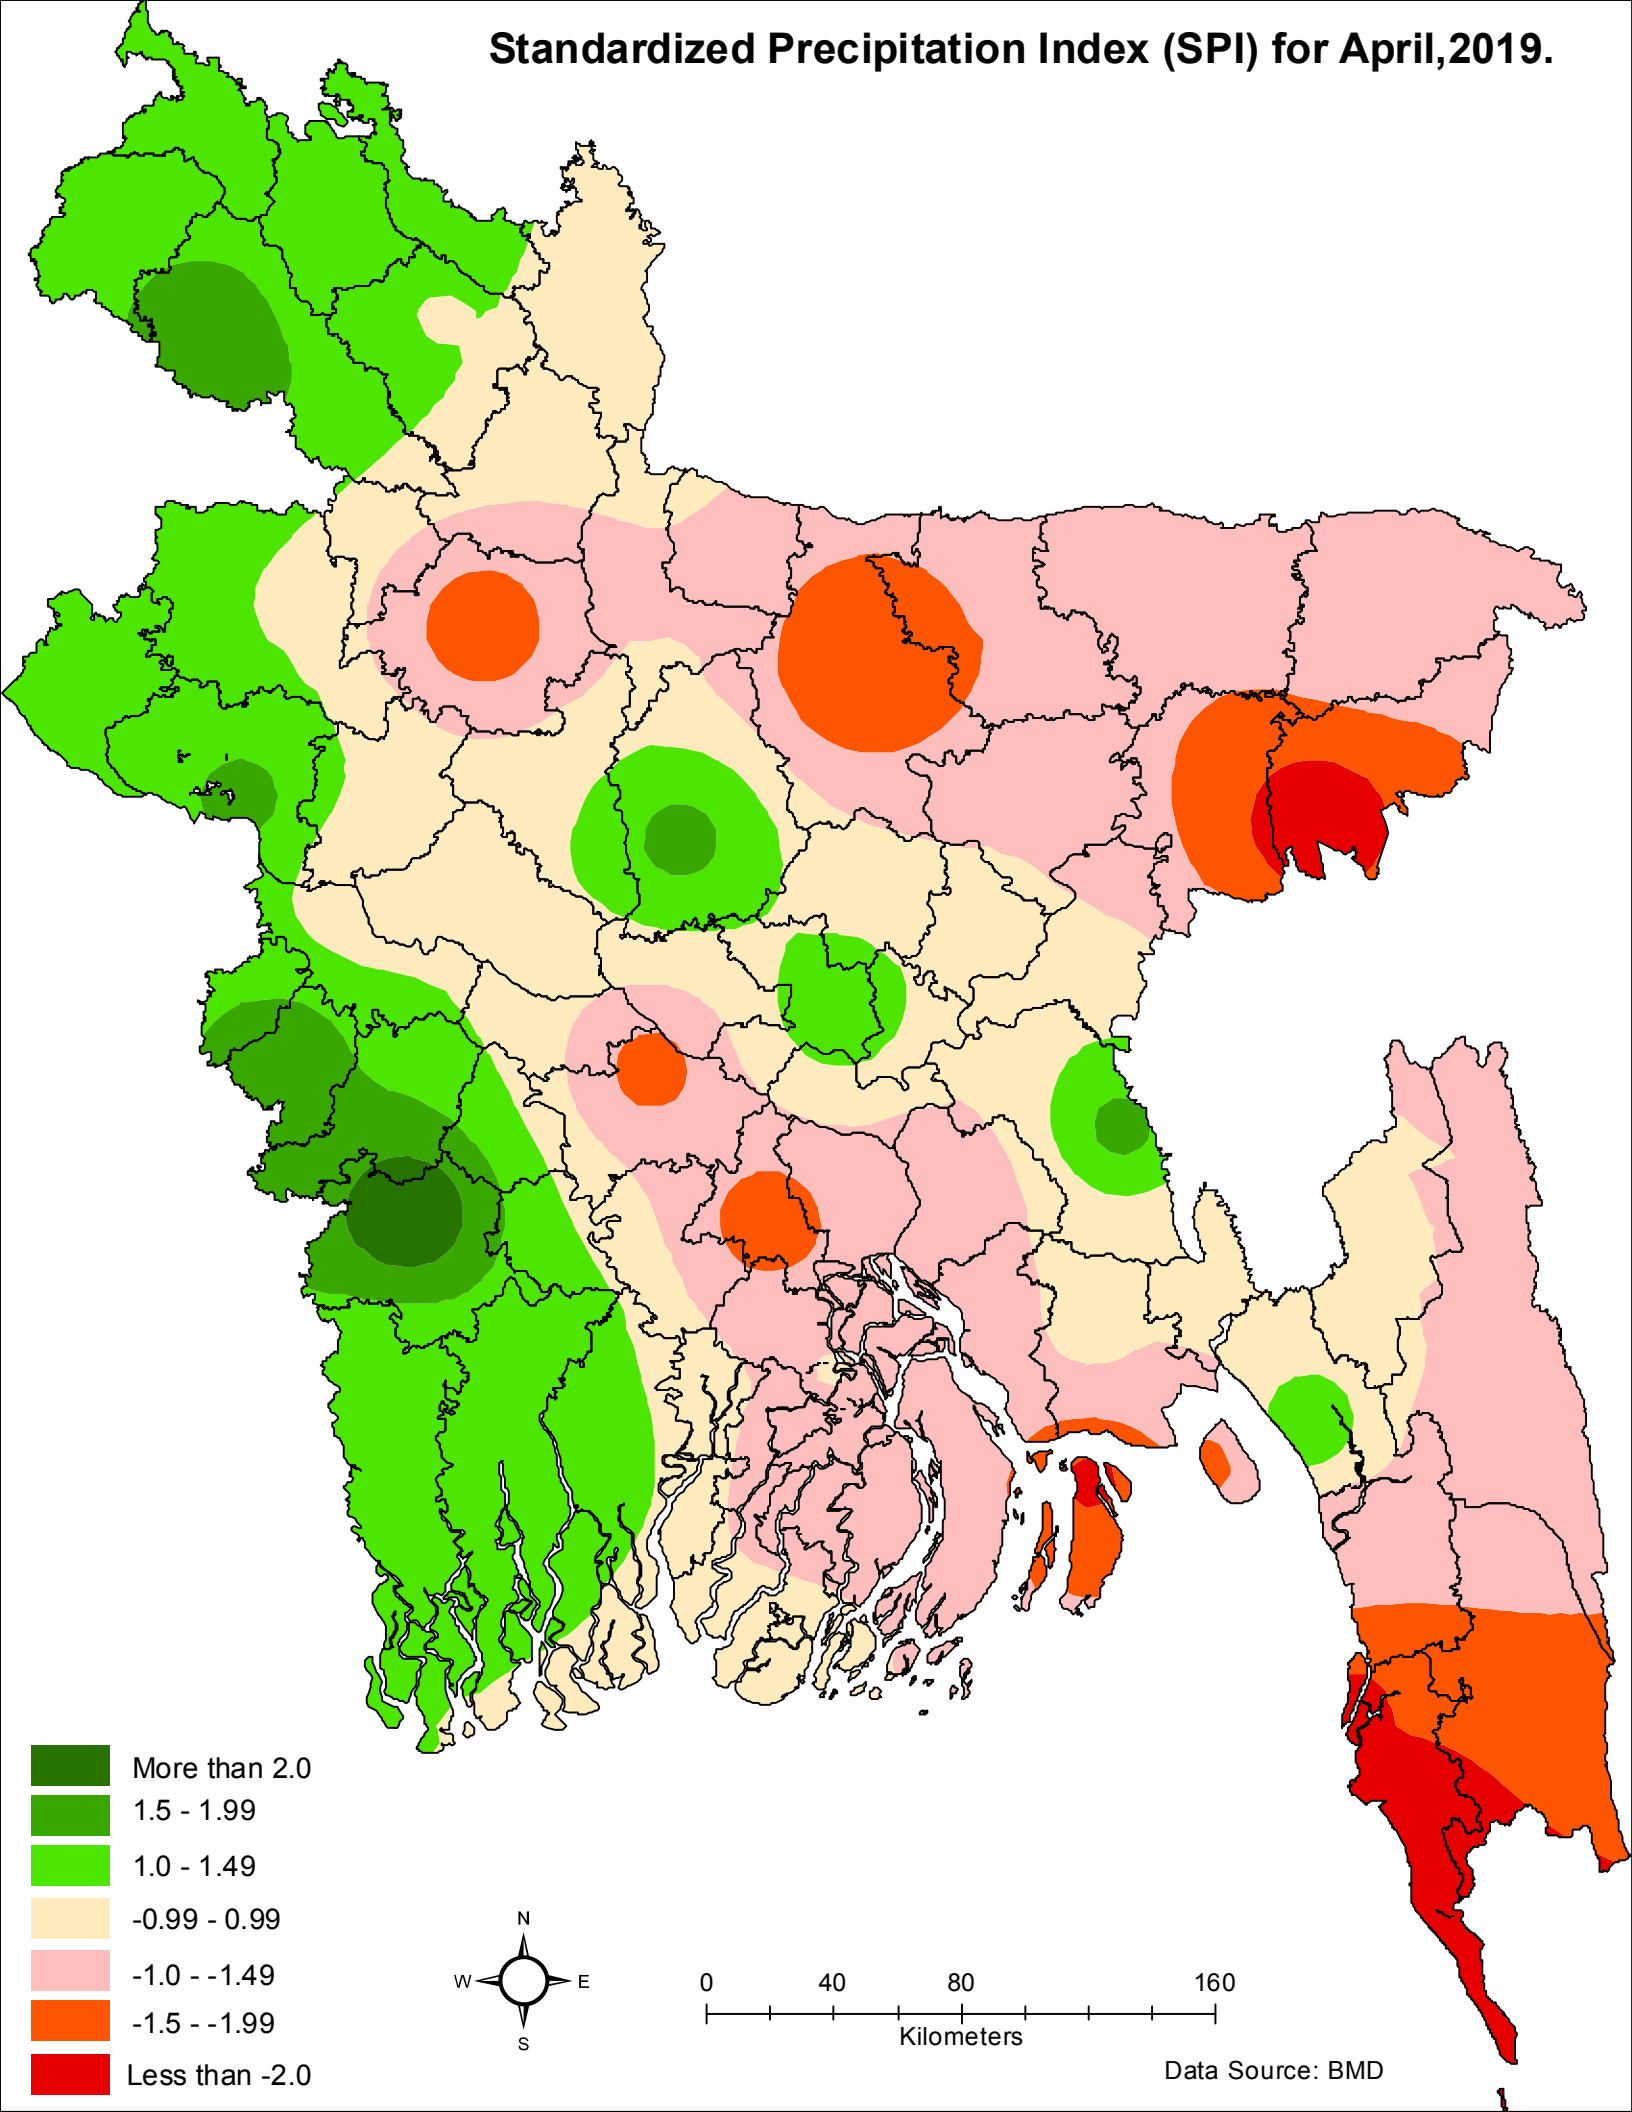 Standardized Precipitation Index (SPI) for April,2019.
More than 2.0
1.5 - 1.99
1.0 - 1.49
-0.99 - 0.99
-1.0 - -1.49
-1.5 - -1.99
Less than -2.0
N
W E
S
0 40 80 160
Kilometers
Data Source: BMD